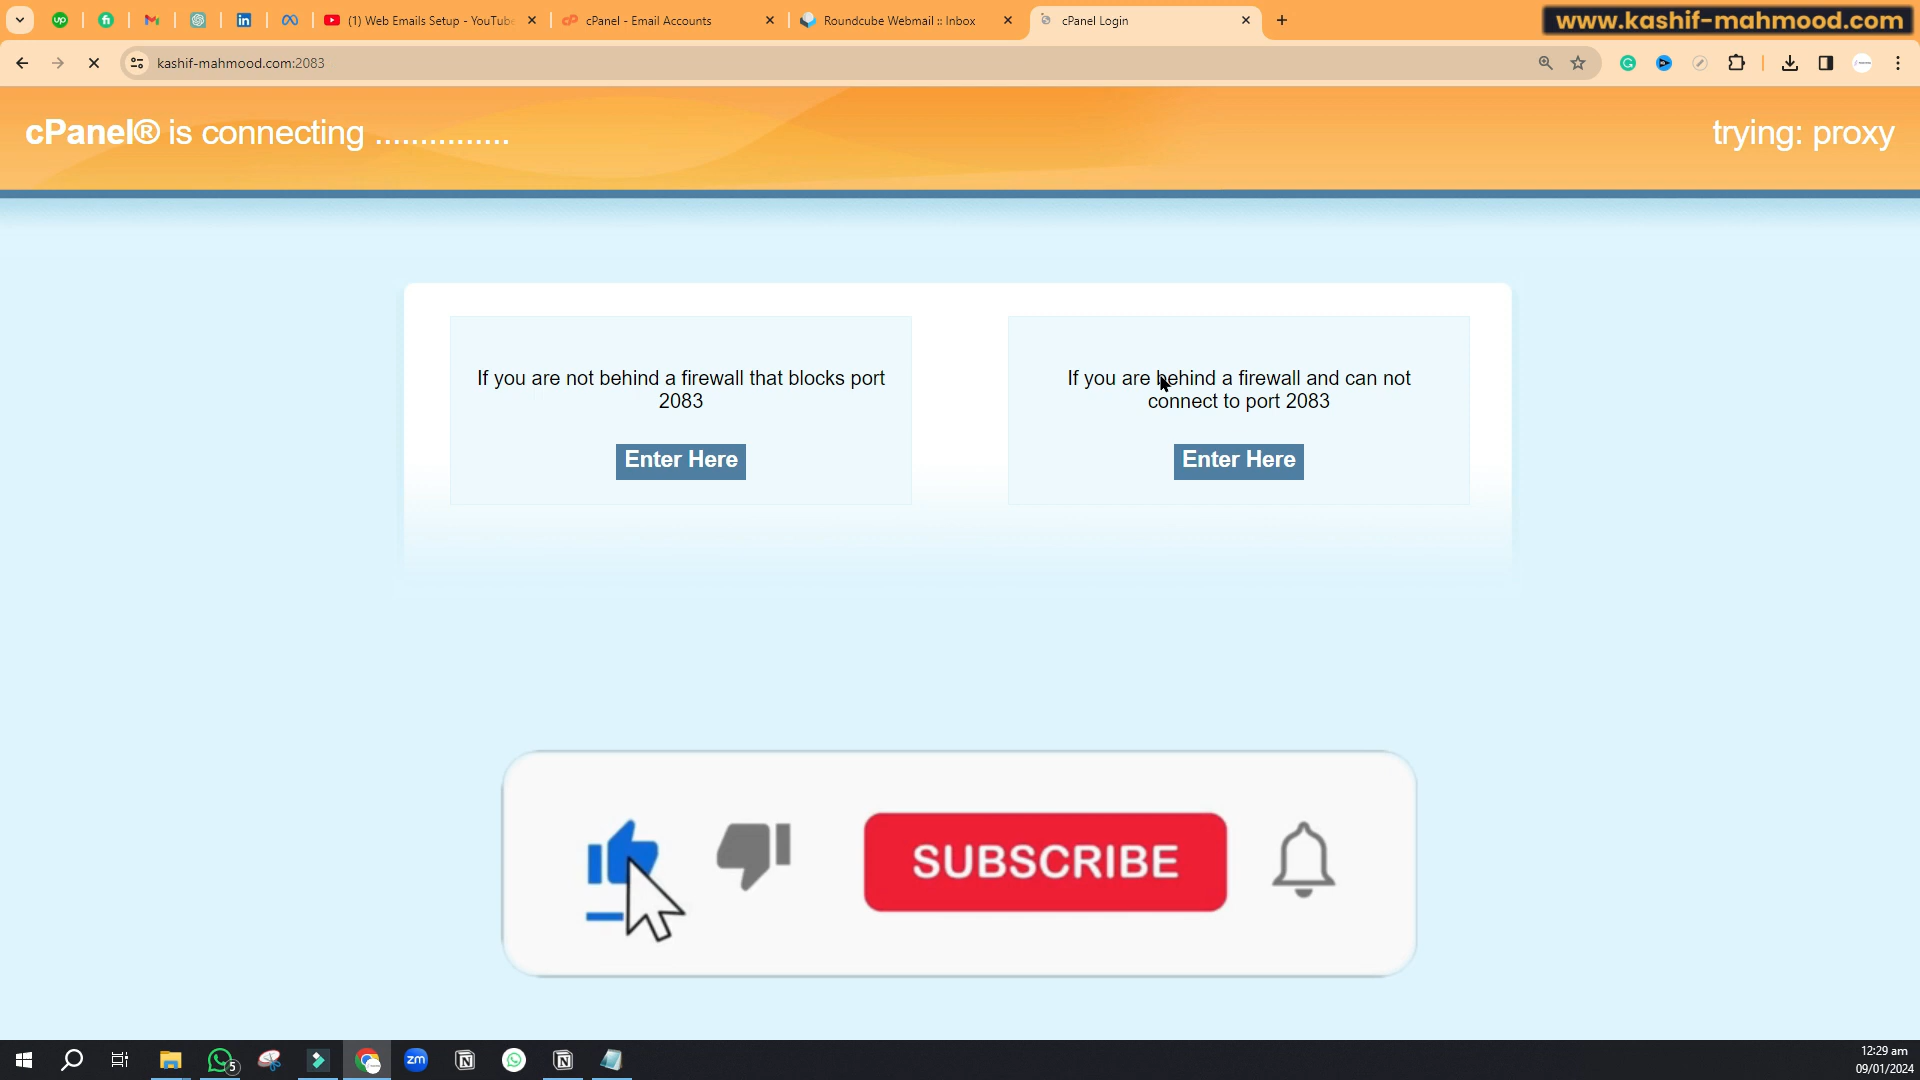 (1) Web Emails Setup - YouTube
cPanel - Email Accounts
Roundcube Webmail :: Inbox
cPanel Login
www.kashif-mahmood.com
kashif-mahmood.com:2083
cPanel® is connecting ...............
trying: proxy
If you are not behind a firewall that blocks port
2083
Enter Here
If you are behind a firewall and can not
connect to port 2083
Enter Here
SUBSCRIBE
5
zm
12:29 am
09/01/2024